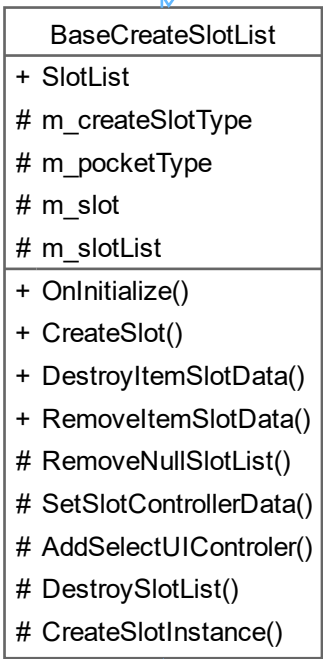 BaseCreateSlotList
+ SlotList
# m_createSlotType
# m_pocketType
# m_slot
# m_slotList
+ OnInitialize()
+ CreateSlot()
+ DestroyItemSlotData()
+ RemoveItemSlotData()
# RemoveNullSlotList()
# SetSlotControllerData()
# AddSelectUIControler()
# DestroySlotList()
# CreateSlotInstance()